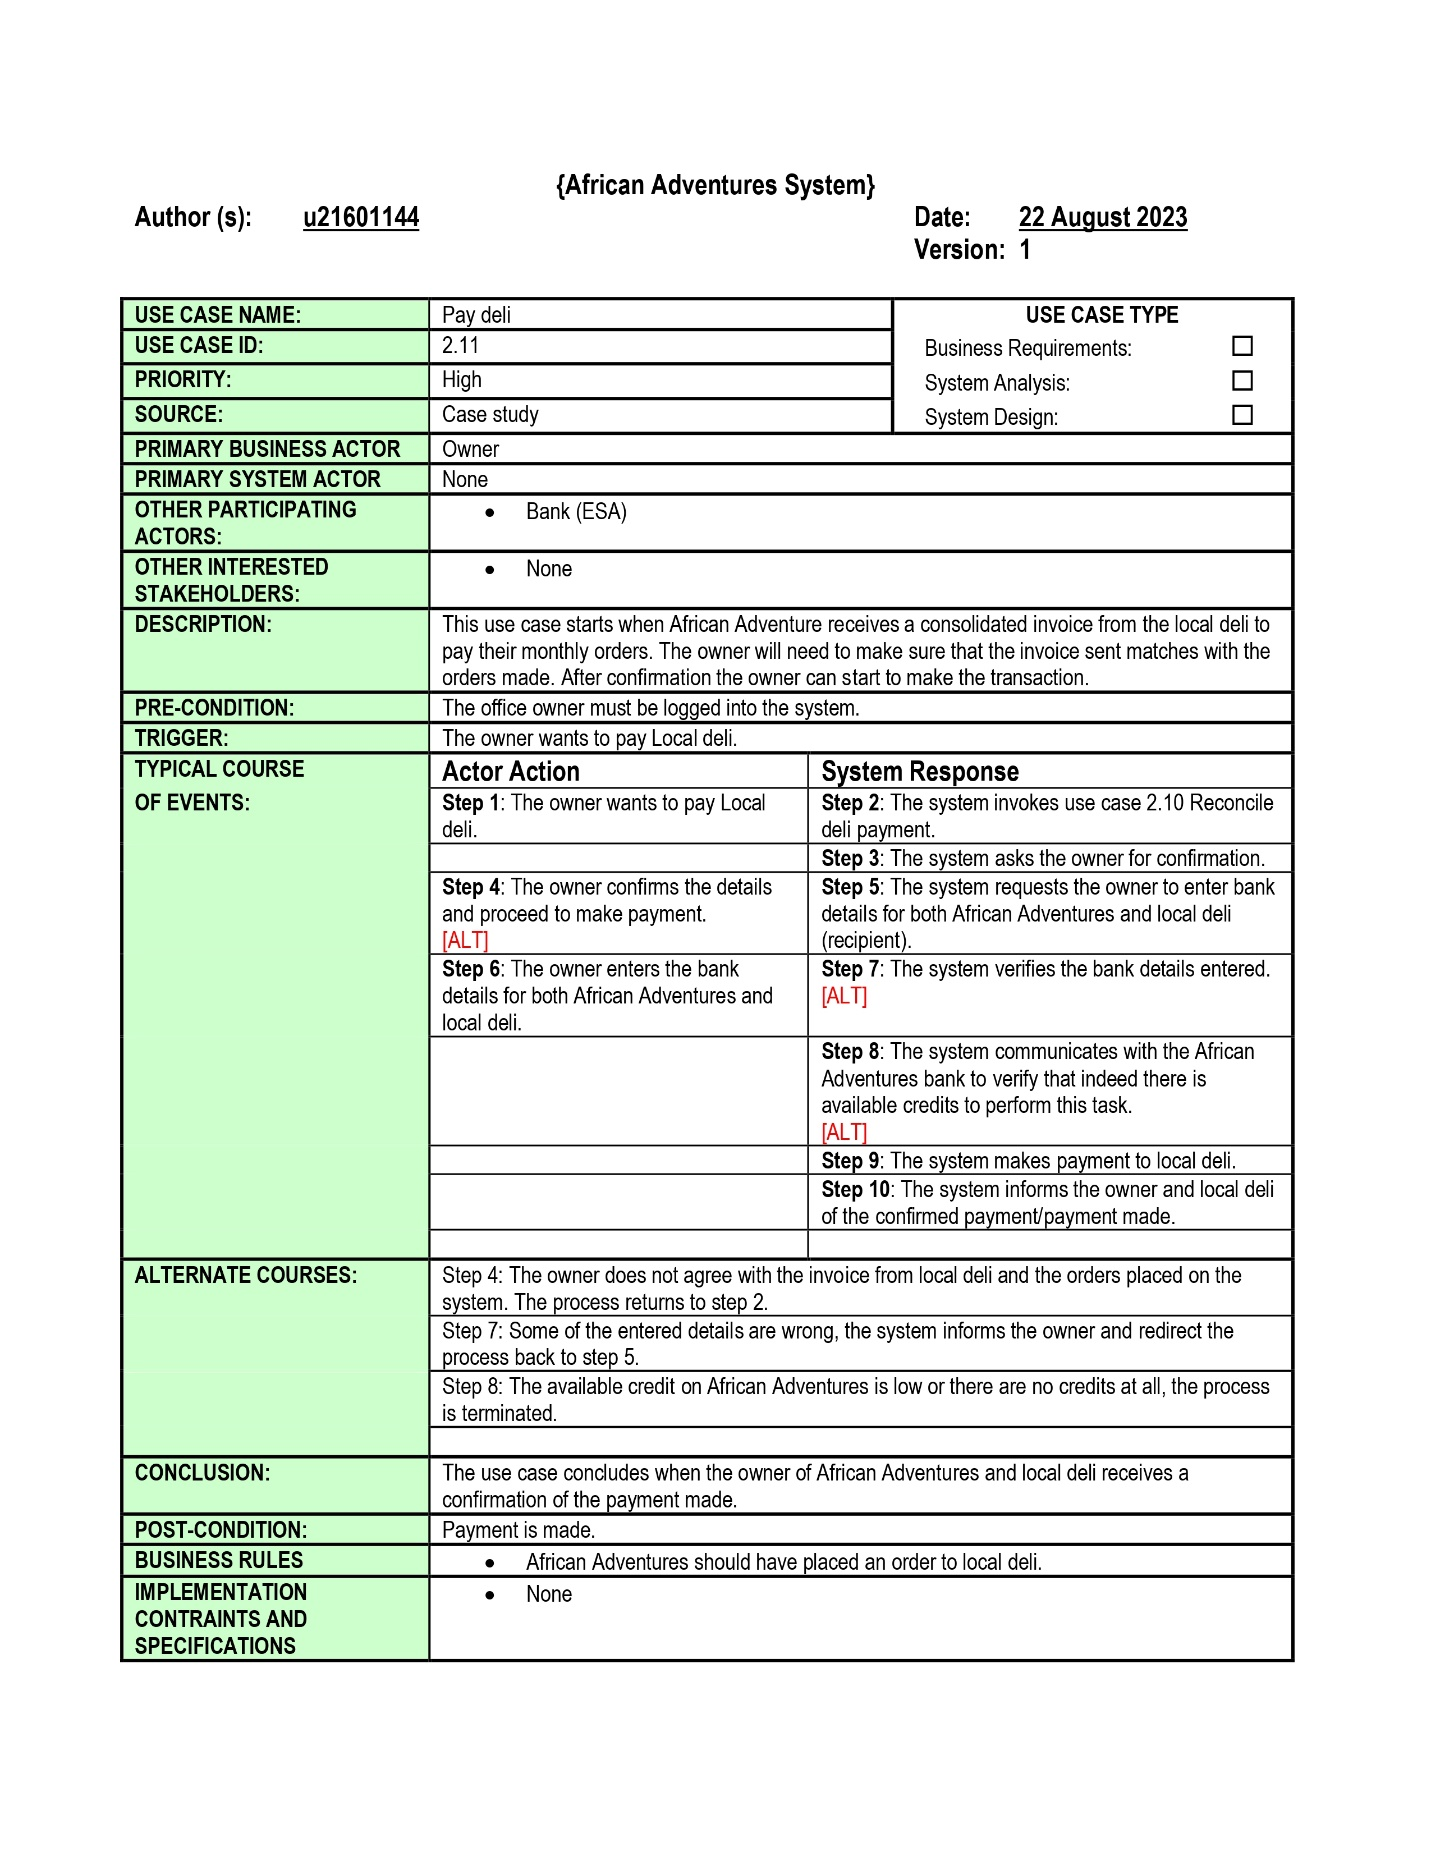 {African Adventures System}
Author (s): u21601144 Date: 22 August 2023
Version: 1
USE CASE NAME: Pay deli USE CASE TYPE
USE CASE ID: 2.11 Business Requirements: ☐
PRIORITY: High System Analysis: ☐
SOURCE: Case study System Design: ☐
PRIMARY BUSINESS ACTOR Owner
PRIMARY SYSTEM ACTOR None
OTHER PARTICIPATING
ACTORS:
• Bank (ESA)
OTHER INTERESTED
STAKEHOLDERS:
• None
DESCRIPTION:
This use case starts when African Adventure receives a consolidated invoice from the local deli to
pay their monthly orders. The owner will need to make sure that the invoice sent matches with the
orders made. After confirmation the owner can start to make the transaction.
PRE-CONDITION: The office owner must be logged into the system.
TRIGGER: The owner wants to pay Local deli.
TYPICAL COURSE
OF EVENTS:
Actor Action System Response
Step 1: The owner wants to pay Local
deli.
Step 2: The system invokes use case 2.10 Reconcile
deli payment.
Step 3: The system asks the owner for confirmation.
Step 4: The owner confirms the details
and proceed to make payment.
[ALT]
Step 5: The system requests the owner to enter bank
details for both African Adventures and local deli
(recipient).
Step 6: The owner enters the bank
details for both African Adventures and
local deli.
Step 7: The system verifies the bank details entered.
[ALT]
Step 8: The system communicates with the African
Adventures bank to verify that indeed there is
available credits to perform this task.
[ALT]
Step 9: The system makes payment to local deli.
Step 10: The system informs the owner and local deli
of the confirmed payment/payment made.
ALTERNATE COURSES:
Step 4: The owner does not agree with the invoice from local deli and the orders placed on the
system. The process returns to step 2.
Step 7: Some of the entered details are wrong, the system informs the owner and redirect the
process back to step 5.
Step 8: The available credit on African Adventures is low or there are no credits at all, the process
is terminated.
CONCLUSION:
The use case concludes when the owner of African Adventures and local deli receives a
confirmation of the payment made.
POST-CONDITION: Payment is made.
BUSINESS RULES
• African Adventures should have placed an order to local deli.
IMPLEMENTATION
CONTRAINTS AND
SPECIFICATIONS
• None